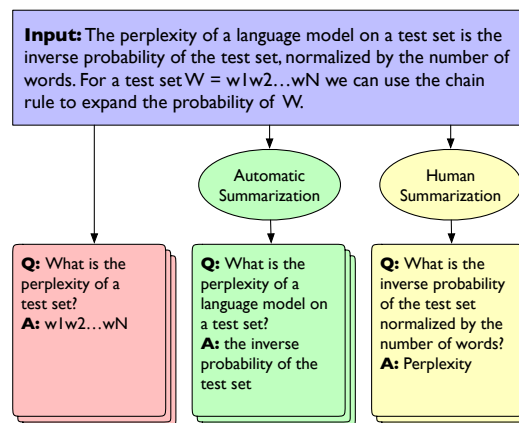 Input: The perplexity of a language model on a test set is the
inverse probability of the test set, normalized by the number of
words. For a test set W = w1w2…wN we can use the chain
rule to expand the probability of W.
Automatic
Summarization
Human
Summarization
Q: What is the
perplexity of a
test set?
A: w1w2…wN
Q: What is the
perplexity of a
language model on
a test set?
A: the inverse
probability of the
test set
Q: What is the
inverse probability
of the test set
normalized by the
number of words?
A: Perplexity